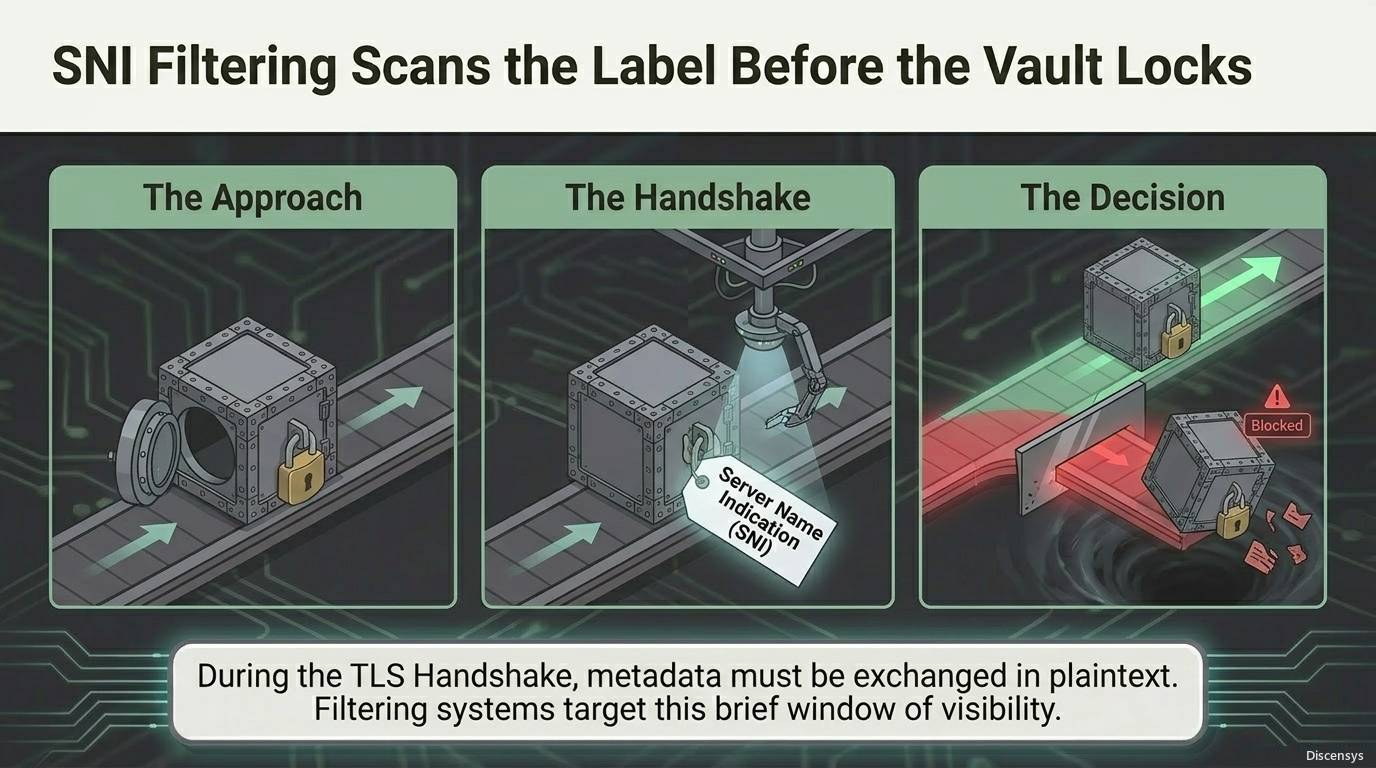 SNI Filtering Scans the Label Before the Vault Locks
The Approach
The Handshake
Server Name
Indication
(SNI)
The Decision
Blocked
During the TLS Handshake, metadata must be exchanged in plaintext.
Filtering systems target this brief window of visibility.
Discensys